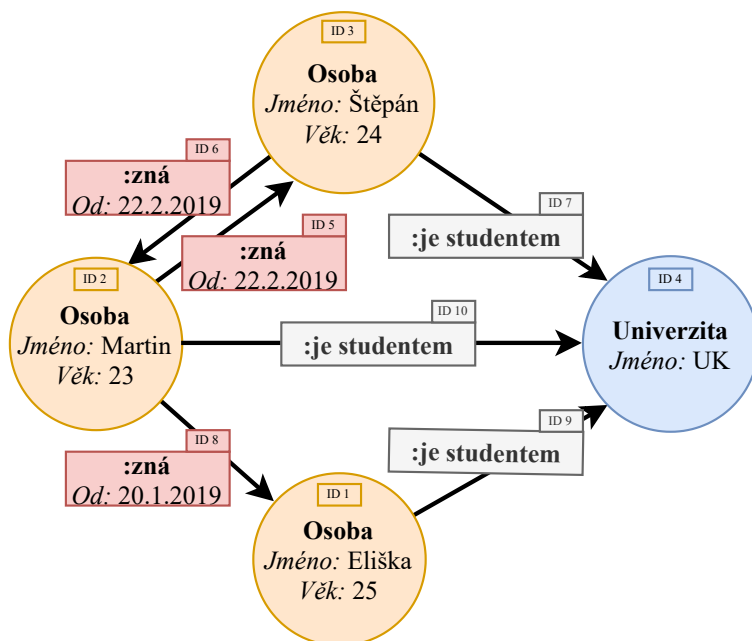 ID 3
Osoba
Jméno: Štěpán
Věk: 24
ID 6
:zná
Od: 22.2.2019
ID 5
:zná
Od: 22.2.2019
ID 7
:je studentem
ID 2
Osoba
Jméno: Martin
Věk: 23
ID 10
:je studentem
ID 4
Univerzita
Jméno: UK
ID 8
:zná
Od: 20.1.2019
ID 9
:je studentem
ID 1
Osoba
Jméno: Eliška
Věk: 25